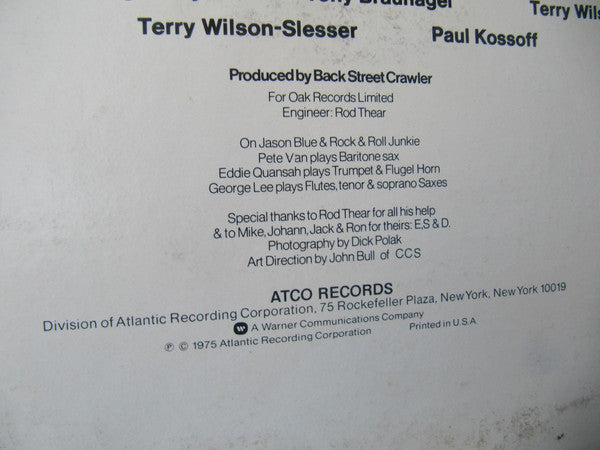 Tony Braunagel
Terry Wilson-Slesser
Paul Kossoff
Produced by Back Street Crawler
For Oak Records Limited
Engineer: Rod Thear
On Jason Blue & Rock & Roll Junkie
Pete Van plays Baritone sax
Eddie Quansah plays Trumpet & Flugel Horn
George Lee plays Flutes, tenor & soprano Saxes
Special thanks to Rod Thear for all his help
& to Mike, Johann, Jack & Ron for theirs: E,S & D.
Photography by Dick Polak
Art Direction by John Bull of CCS
ATCO RECORDS
Division of Atlantic Recording Corporation, 75 Rockefeller Plaza, New York, New York 10019
A Warner Communications Company
Ⓟ © 1975 Atlantic Recording Corporation
Printed in U.S.A.